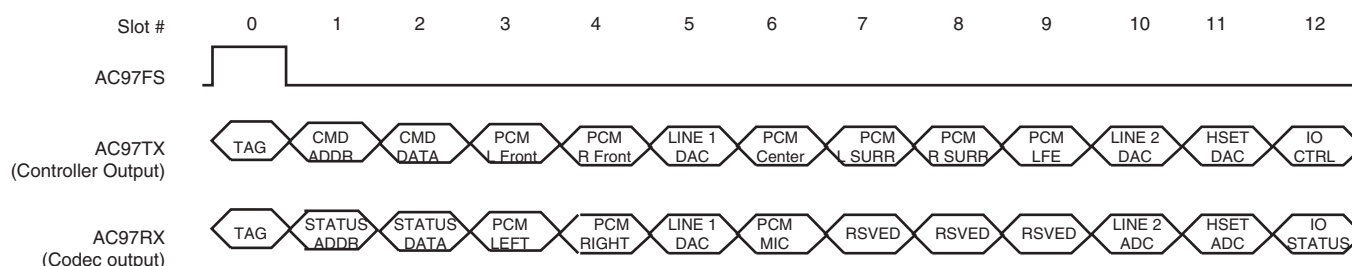 Slot # 0 1 2 3 4 5 6 7 8 9 10 11 12
AC97FS
AC97TX
(Controller Output)
TAG CMD ADDR CMD DATA PCM L Front PCM R Front LINE 1 DAC PCM Center PCM L SURR PCM R SURR PCM LFE LINE 2 DAC HSET DAC IO CTRL
AC97RX
(Codec output)
TAG STATUS ADDR STATUS DATA PCM LEFT PCM RIGHT LINE 1 DAC PCM MIC RSVED RSVED RSVED LINE 2 ADC HSET ADC IO STATUS